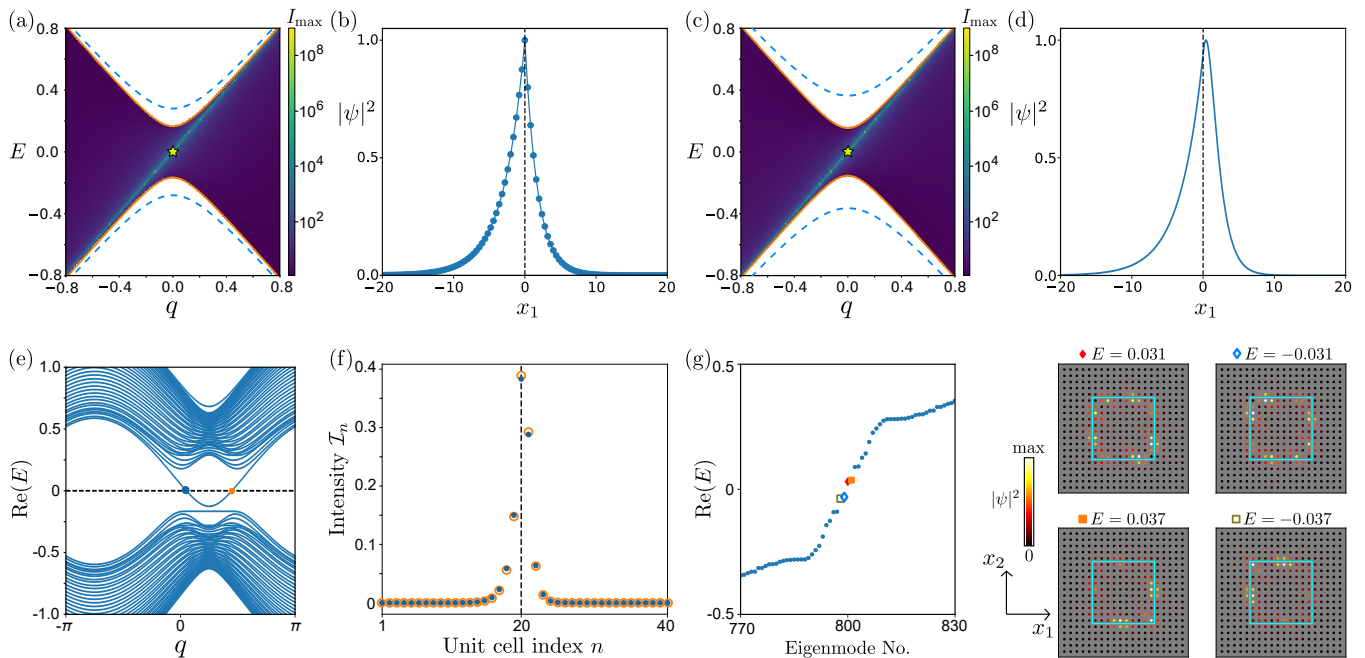 (a)
0.8
0.4
E 0.0
−0.4
−0.8
−0.8 −0.4 0.0 0.4 0.8
q
I_max
10^8
10^6
10^4
10^2
(b)
|ψ|^2
1.0
0.5
0.0
−20 −10 0 10 20
x_1
(c)
0.8
0.4
E 0.0
−0.4
−0.8
−0.8 −0.4 0.0 0.4 0.8
q
I_max
10^8
10^6
10^4
10^2
(d)
|ψ|^2
1.0
0.5
0.0
−20 −10 0 10 20
x_1
(e)
1.0
0.5
0
-0.5
-1.0
Re(E)
-π 0 π
q
(f)
0.4
0.3
0.2
0.1
0
Intensity 𝓘_n
1 20 40
Unit cell index n
(g)
0.5
0
-0.5
Re(E)
770 800 830
Eigenmode No.
E = 0.031
E = −0.031
max
|ψ|^2
0
E = 0.037
E = −0.037
x_2
x_1